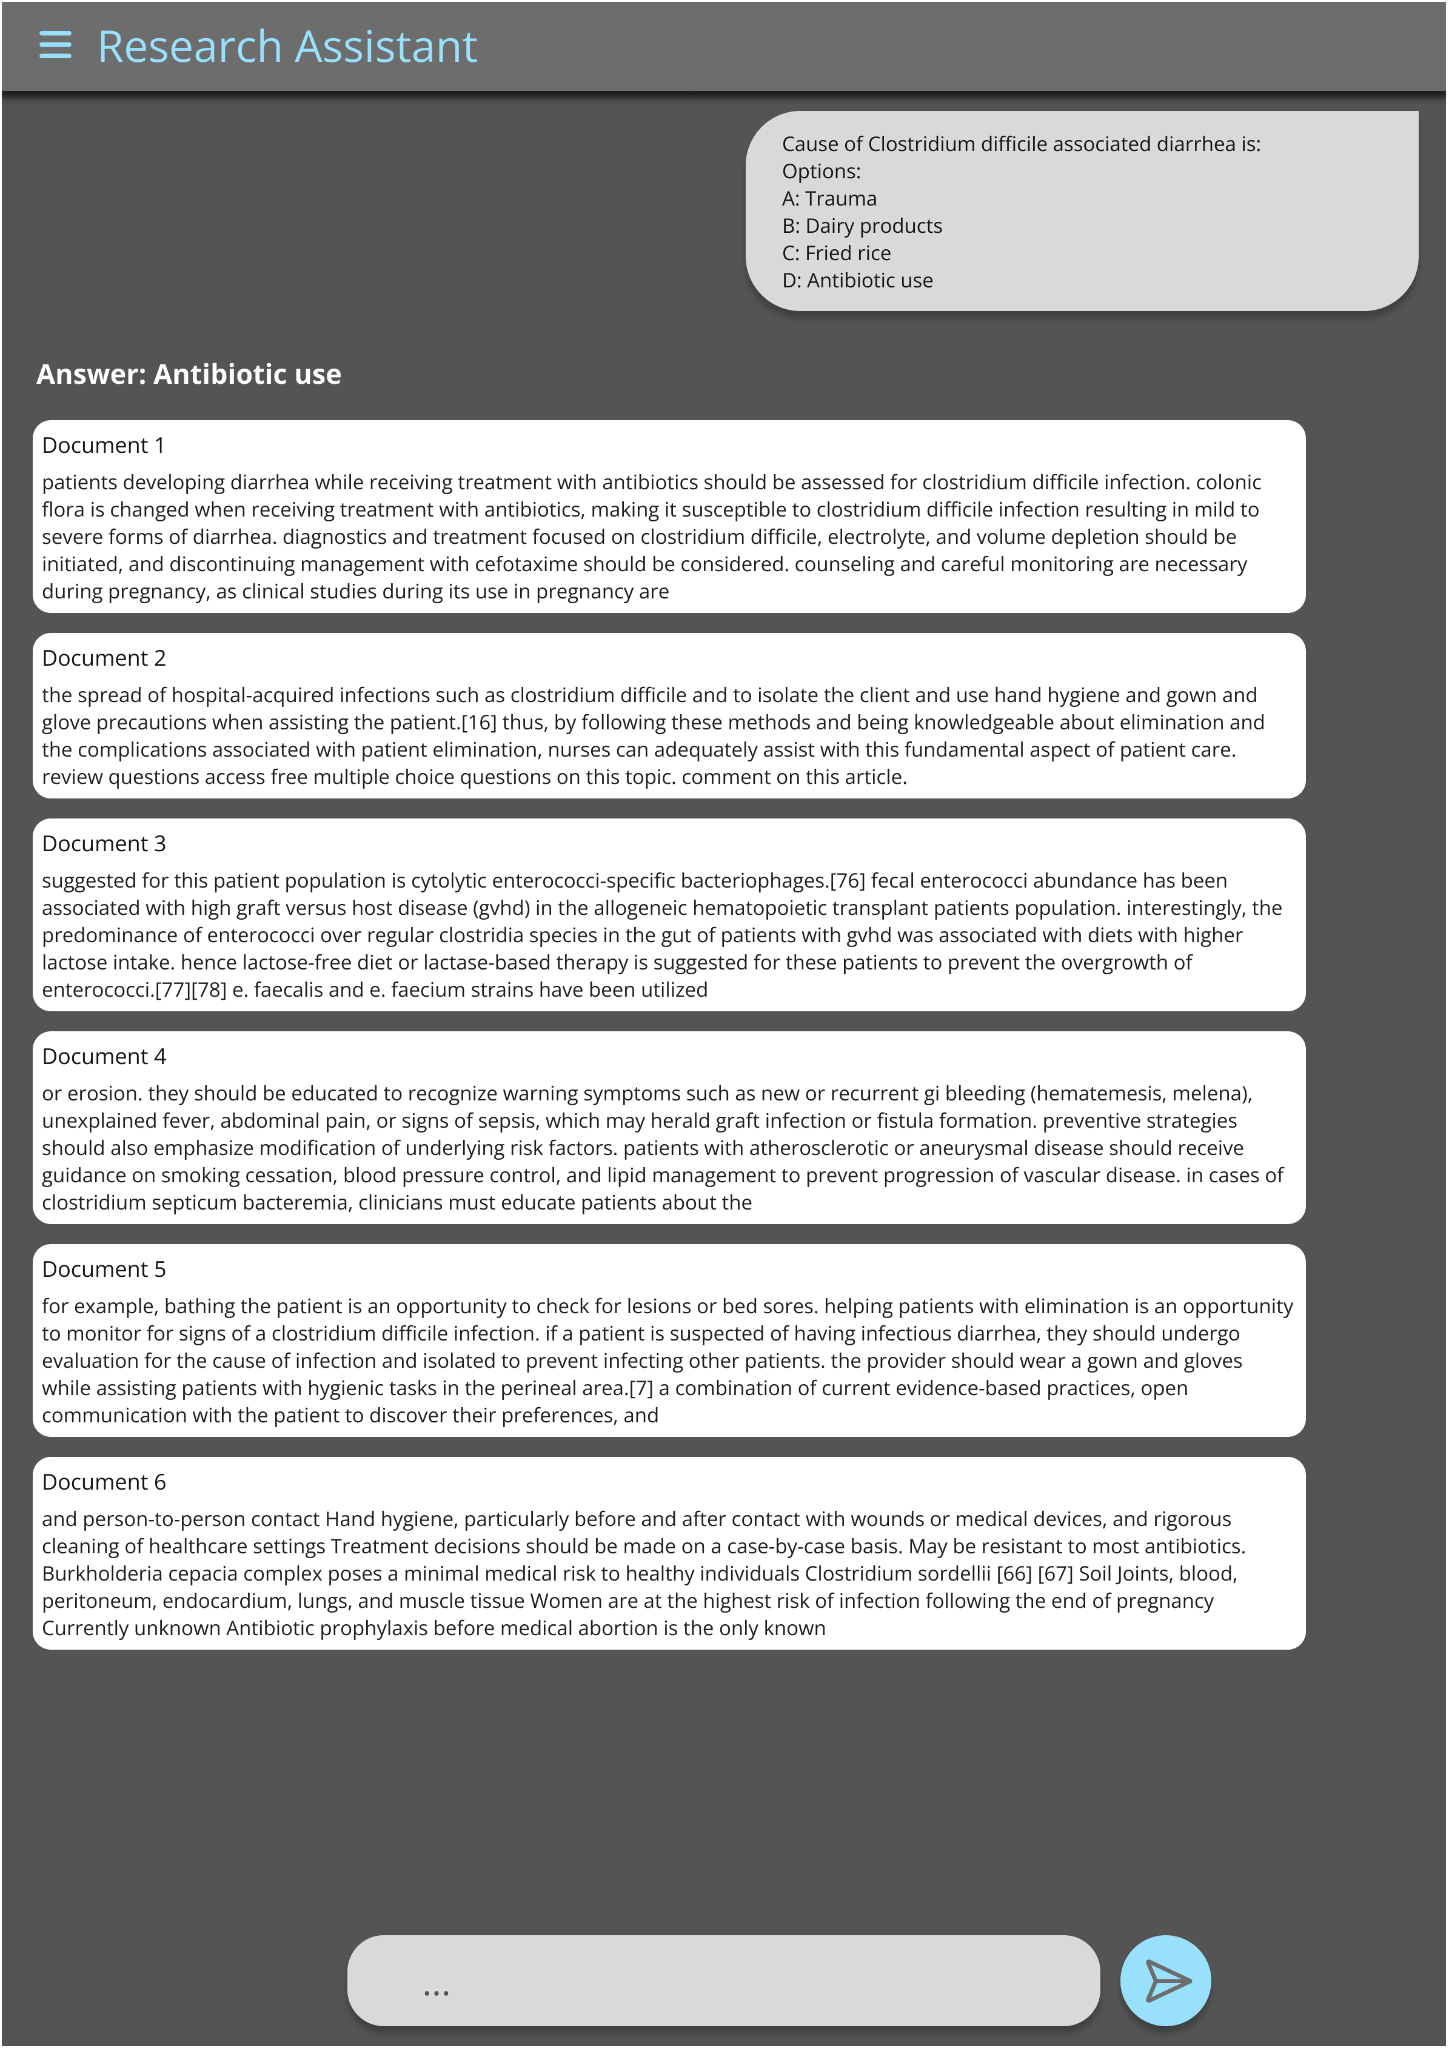 Research Assistant
Cause of Clostridium difficile associated diarrhea is:
Options:
A: Trauma
B: Dairy products
C: Fried rice
D: Antibiotic use
Answer: Antibiotic use
Document 1
patients developing diarrhea while receiving treatment with antibiotics should be assessed for clostridium difficile infection. colonic
flora is changed when receiving treatment with antibiotics, making it susceptible to clostridium difficile infection resulting in mild to
severe forms of diarrhea. diagnostics and treatment focused on clostridium difficile, electrolyte, and volume depletion should be
initiated, and discontinuing management with cefotaxime should be considered. counseling and careful monitoring are necessary
during pregnancy, as clinical studies during its use in pregnancy are
Document 2
the spread of hospital-acquired infections such as clostridium difficile and to isolate the client and use hand hygiene and gown and
glove precautions when assisting the patient.[16] thus, by following these methods and being knowledgeable about elimination and
the complications associated with patient elimination, nurses can adequately assist with this fundamental aspect of patient care.
review questions access free multiple choice questions on this topic. comment on this article.
Document 3
suggested for this patient population is cytolytic enterococci-specific bacteriophages.[76] fecal enterococci abundance has been
associated with high graft versus host disease (gvhd) in the allogeneic hematopoietic transplant patients population. interestingly, the
predominance of enterococci over regular clostridia species in the gut of patients with gvhd was associated with diets with higher
lactose intake. hence lactose-free diet or lactase-based therapy is suggested for these patients to prevent the overgrowth of
enterococci.[77][78] e. faecalis and e. faecium strains have been utilized
Document 4
or erosion. they should be educated to recognize warning symptoms such as new or recurrent gi bleeding (hematemesis, melena),
unexplained fever, abdominal pain, or signs of sepsis, which may herald graft infection or fistula formation. preventive strategies
should also emphasize modification of underlying risk factors. patients with atherosclerotic or aneurysmal disease should receive
guidance on smoking cessation, blood pressure control, and lipid management to prevent progression of vascular disease. in cases of
clostridium septicum bacteremia, clinicians must educate patients about the
Document 5
for example, bathing the patient is an opportunity to check for lesions or bed sores. helping patients with elimination is an opportunity
to monitor for signs of a clostridium difficile infection. if a patient is suspected of having infectious diarrhea, they should undergo
evaluation for the cause of infection and isolated to prevent infecting other patients. the provider should wear a gown and gloves
while assisting patients with hygienic tasks in the perineal area.[7] a combination of current evidence-based practices, open
communication with the patient to discover their preferences, and
Document 6
and person-to-person contact Hand hygiene, particularly before and after contact with wounds or medical devices, and rigorous
cleaning of healthcare settings Treatment decisions should be made on a case-by-case basis. May be resistant to most antibiotics.
Burkholderia cepacia complex poses a minimal medical risk to healthy individuals Clostridium sordellii [66] [67] Soil Joints, blood,
peritoneum, endocardium, lungs, and muscle tissue Women are at the highest risk of infection following the end of pregnancy
Currently unknown Antibiotic prophylaxis before medical abortion is the only known
...